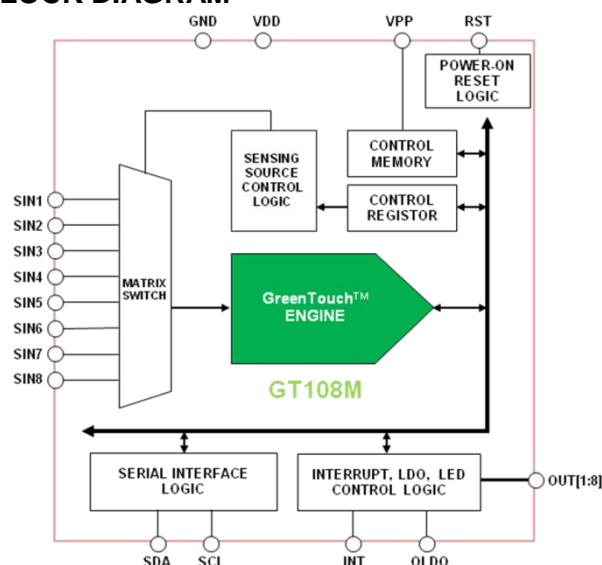 GND VDD VPP RST
POWER-ON
RESET
LOGIC
CONTROL
MEMORY
SENSING
SOURCE
CONTROL
LOGIC
CONTROL
REGISTOR
SIN1
SIN2
SIN3
SIN4
SIN5
SIN6
SIN7
SIN8
MATRIX
SWITCH
GreenTouch™
ENGINE
GT108M
SERIAL INTERFACE
LOGIC
INTERRUPT, LDO, LED
CONTROL LOGIC
OUT[1:8]
SDA SCL INT OLDO